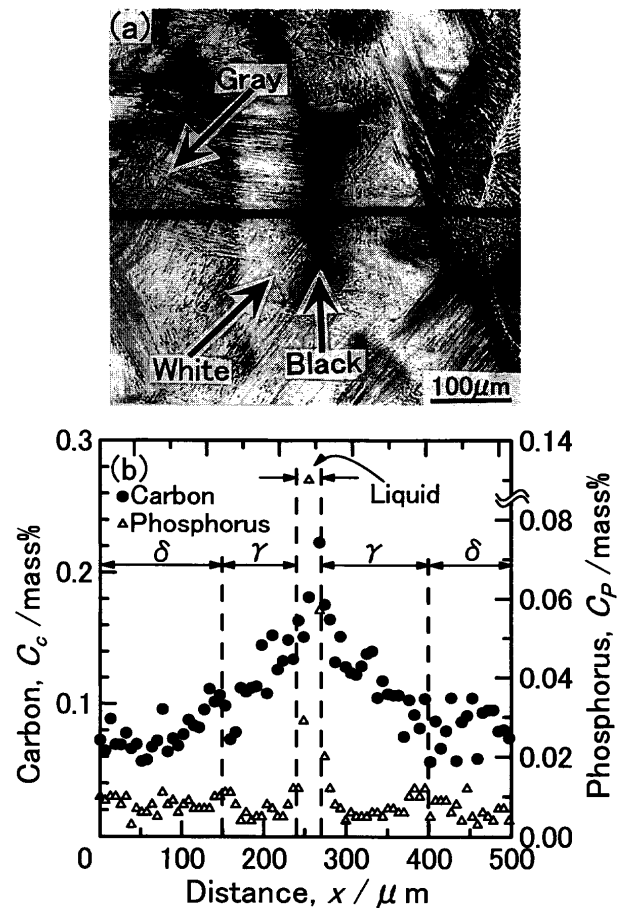 (a)
Gray
White
Black
100μm
(b)
● Carbon
△ Phosphorus
Liquid
δ γ γ δ
0.3
0.2
0.1
Carbon, C_c /mass%
0.14
0.08
0.06
0.04
0.02
0.00
Phosphorus, C_P /mass%
0 100 200 300 400 500
Distance, x / μm